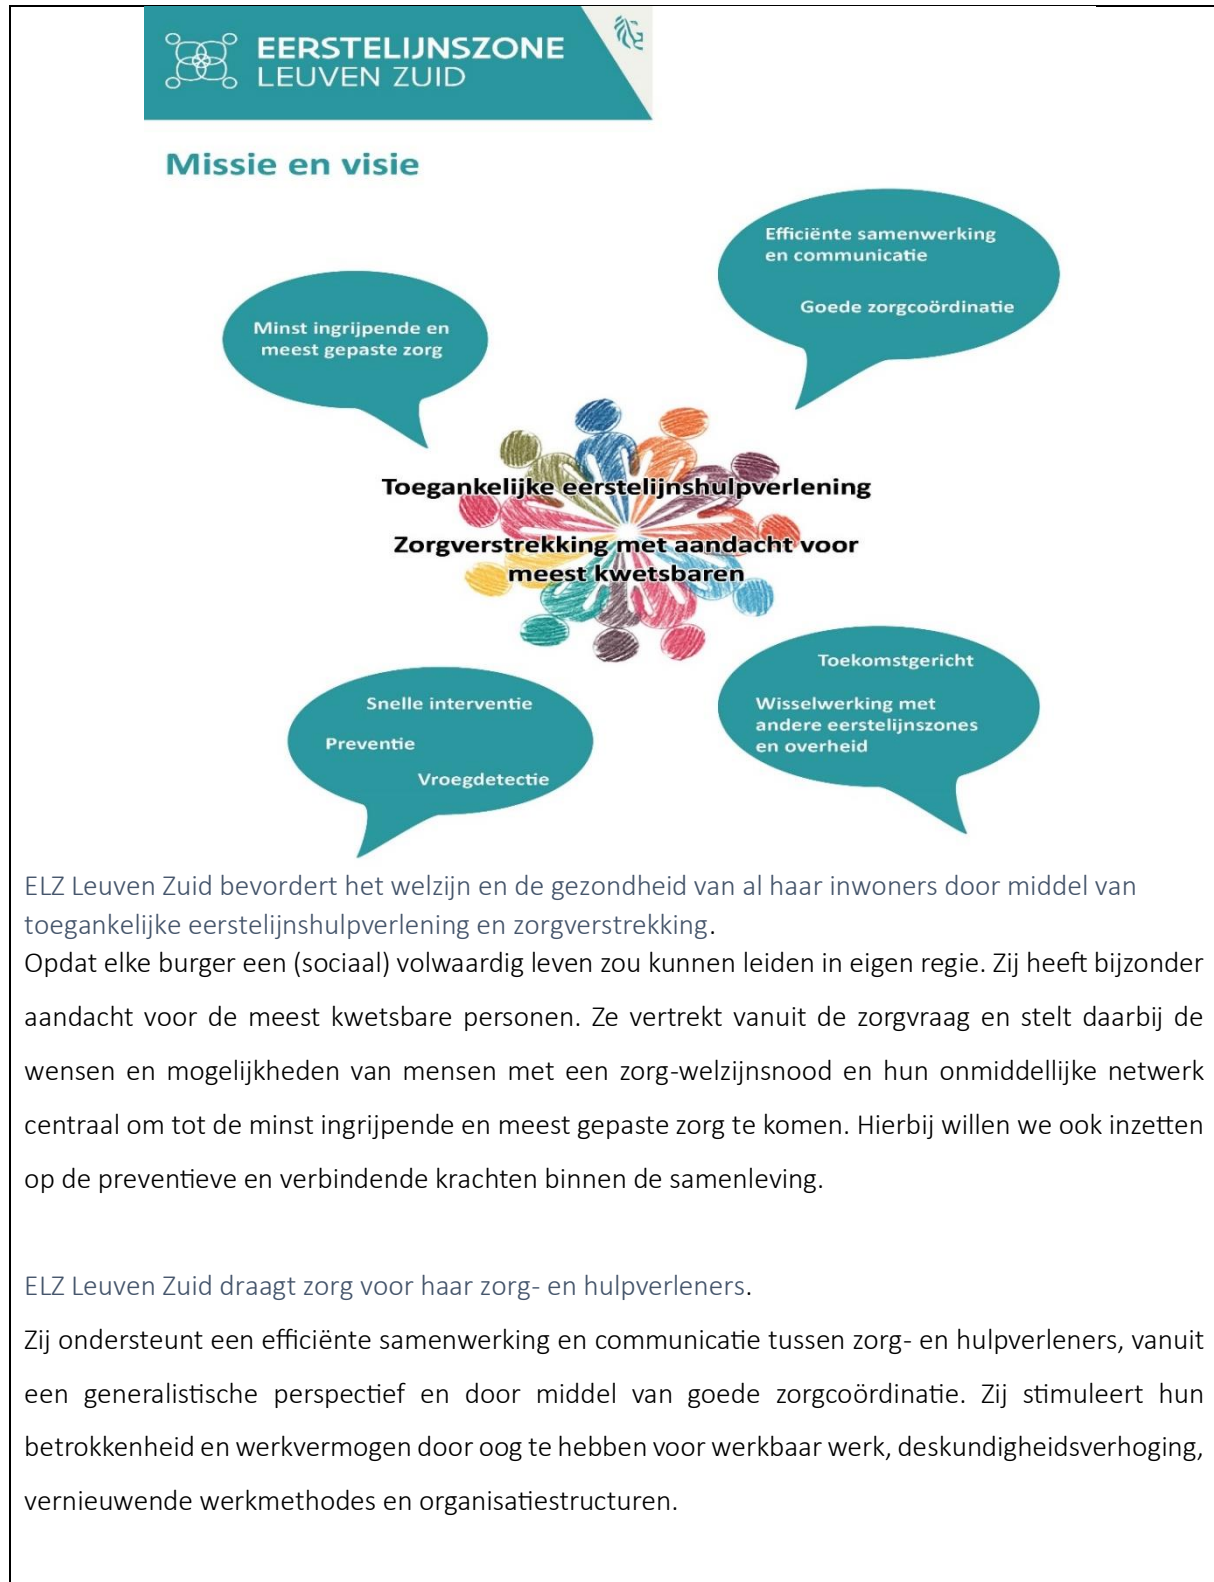 EERSTELIJNSZONE
LEUVEN ZUID
Missie en visie
Efficiënte samenwerking
en communicatie
Goede zorgcoördinatie
Minst ingrijpende en
meest gepaste zorg
Toegankelijke eerstelijnshulpverlening
Zorgverstrekking met aandacht voor
meest kwetsbaren
Snelle interventie
Preventie
Vroegdetectie
Toekomstgericht
Wisselwerking met
andere eerstelijnszones
en overheid
ELZ Leuven Zuid bevordert het welzijn en de gezondheid van al haar inwoners door middel van
toegankelijke eerstelijnshulpverlening en zorgverstrekking.
Opdat elke burger een (sociaal) volwaardig leven zou kunnen leiden in eigen regie. Zij heeft bijzonder
aandacht voor de meest kwetsbare personen. Ze vertrekt vanuit de zorgvraag en stelt daarbij de
wensen en mogelijkheden van mensen met een zorg-welzijnsnood en hun onmiddellijke netwerk
centraal om tot de minst ingrijpende en meest gepaste zorg te komen. Hierbij willen we ook inzetten
op de preventieve en verbindende krachten binnen de samenleving.
ELZ Leuven Zuid draagt zorg voor haar zorg- en hulpverleners.
Zij ondersteunt een efficiënte samenwerking en communicatie tussen zorg- en hulpverleners, vanuit
een generalistische perspectief en door middel van goede zorgcoördinatie. Zij stimuleert hun
betrokkenheid en werkvermogen door oog te hebben voor werkbaar werk, deskundigheidsverhoging,
vernieuwende werkmethodes en organisatiestructuren.